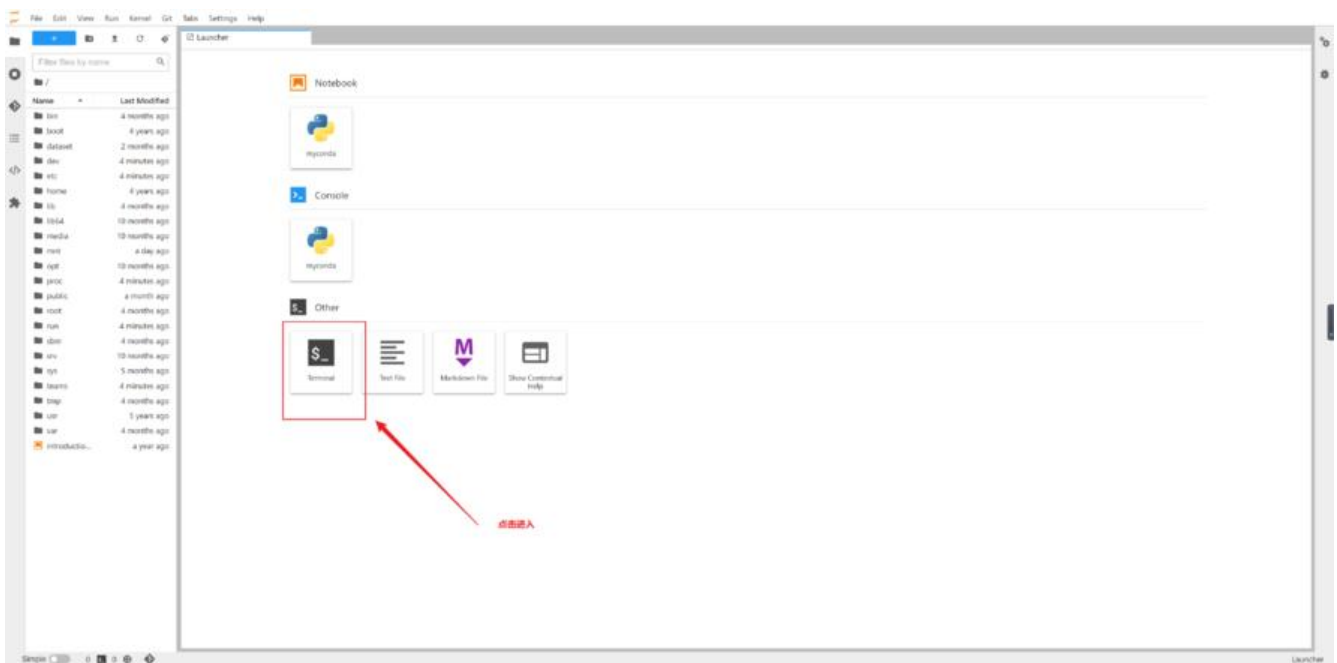 File Edit View Run Kernel Git Tabs Settings Help
Launcher
Filter files by name
/
Name Last Modified
bin 4 months ago
boot 4 years ago
dataset 2 months ago
dev 4 minutes ago
etc 4 minutes ago
home 4 years ago
lib 4 months ago
lib64 10 months ago
media 10 months ago
mnt a day ago
opt 10 months ago
proc 4 minutes ago
public a month ago
root 4 months ago
run 4 minutes ago
sbin 4 months ago
srv 10 months ago
sys 5 months ago
teams 4 minutes ago
tmp 4 months ago
usr 5 years ago
var 4 months ago
introductio... a year ago
Notebook
myconda
Console
myconda
$_ Other
$_
M
Terminal
Text File
Markdown File
Show Contextual
Help
点击进入
Simple 0 $_ 0
Launcher